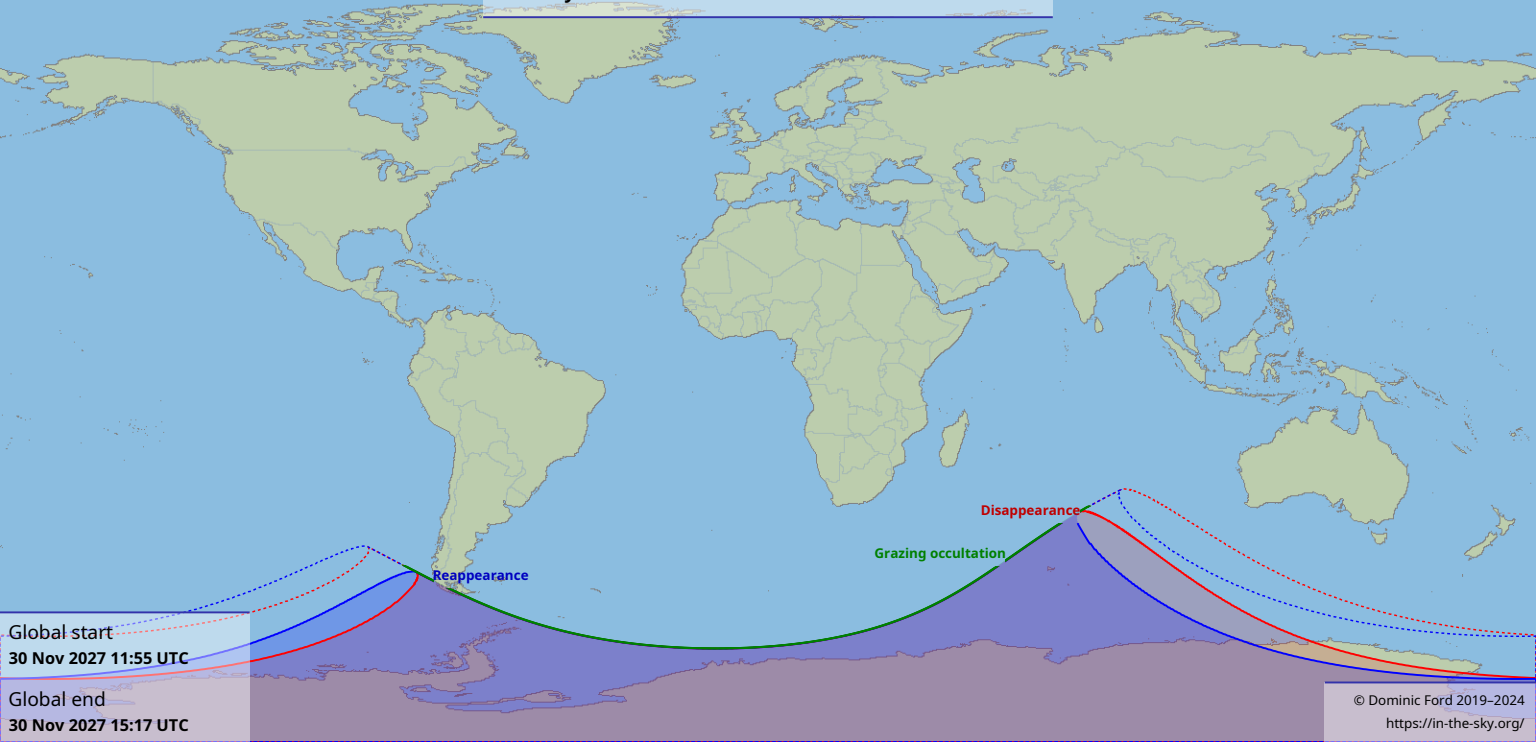 Disappearance
Grazing occultation
Reappearance
Global start
30 Nov 2027 11:55 UTC
Global end
30 Nov 2027 15:17 UTC
© Dominic Ford 2019–2024
https://in-the-sky.org/